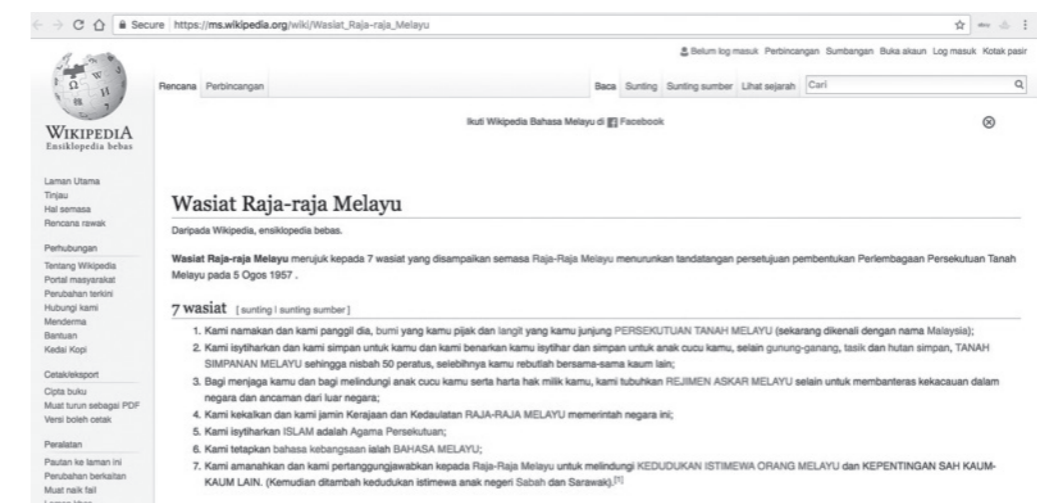 Secure https://ms.wikipedia.org/wiki/Wasiat_Raja-raja_Melayu
Belum log masuk Perbincangan Sumbangan Buka akaun Log masuk Kotak pasir
Rencana Perbincangan Baca Sunting Sunting sumber Lihat sejarah Cari
WIKIPEDIA
Ensiklopedia bebas
Ikuti Wikipedia Bahasa Melayu di Facebook
Laman Utama
Tinjau
Hal semasa
Rencana rawak
Perhubungan
Tentang Wikipedia
Portal masyarakat
Perubahan terkini
Hubungi kami
Menderma
Bantuan
Kedai Kopi
Cetak/eksport
Cipta buku
Muat turun sebagai PDF
Versi boleh cetak
Peralatan
Pautan ke laman ini
Perubahan berkaitan
Muat naik fail
Wasiat Raja-raja Melayu
Daripada Wikipedia, ensiklopedia bebas.
Wasiat Raja-raja Melayu merujuk kepada 7 wasiat yang disampaikan semasa Raja-Raja Melayu menurunkan tandatangan persetujuan pembentukan Perlembagaan Persekutuan Tanah
Melayu pada 5 Ogos 1957 .
7 wasiat [ sunting | sunting sumber ]
1. Kami namakan dan kami panggil dia, bumi yang kamu pijak dan langit yang kamu junjung PERSEKUTUAN TANAH MELAYU (sekarang dikenali dengan nama Malaysia);
2. Kami isytiharkan dan kami simpan untuk kamu dan kami benarkan kamu isytihar dan simpan untuk anak cucu kamu, selain gunung-ganang, tasik dan hutan simpan, TANAH
SIMPANAN MELAYU sehingga nisbah 50 peratus, selebihnya kamu rebutlah bersama-sama kaum lain;
3. Bagi menjaga kamu dan bagi melindungi anak cucu kamu serta harta hak milik kamu, kami tubuhkan REJIMEN ASKAR MELAYU selain untuk membanteras kekacauan dalam
negara dan ancaman dari luar negara;
4. Kami kekalkan dan kami jamin Kerajaan dan Kedaulatan RAJA-RAJA MELAYU memerintah negara ini;
5. Kami isytiharkan ISLAM adalah Agama Persekutuan;
6. Kami tetapkan bahasa kebangsaan ialah BAHASA MELAYU;
7. Kami amanahkan dan kami pertanggungjawabkan kepada Raja-Raja Melayu untuk melindungi KEDUDUKAN ISTIMEWA ORANG MELAYU dan KEPENTINGAN SAH KAUM-
KAUM LAIN. (Kemudian ditambah kedudukan istimewa anak negeri Sabah dan Sarawak).[1]